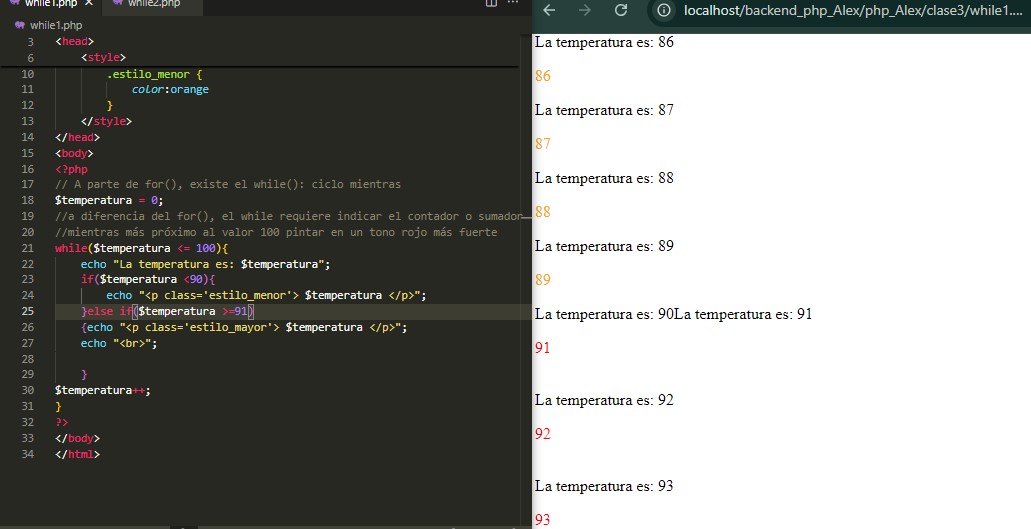 while1.php × while2.php ···
while1.php
3 <head>
6 <style>
10 .estilo_menor {
11 color:orange
12 }
13 </style>
14 </head>
15 <body>
16 <?php
17 // A parte de for(), existe el while(): ciclo mientras
18 $temperatura = 0;
19 //a diferencia del for(), el while requiere indicar el contador o sumador
20 //mientras más próximo al valor 100 pintar en un tono rojo más fuerte
21 while($temperatura <= 100){
22 echo "La temperatura es: $temperatura";
23 if($temperatura <90){
24 echo "<p class='estilo_menor'> $temperatura </p>";
25 }else if($temperatura >=91)
26 {echo "<p class='estilo_mayor'> $temperatura </p>";
27 echo "<br>";
28
29 }
30 $temperatura++;
31 }
32 ?>
33 </body>
34 </html>
localhost/backend_php_Alex/php_Alex/clase3/while1....
La temperatura es: 86
86
La temperatura es: 87
87
La temperatura es: 88
88
La temperatura es: 89
89
La temperatura es: 90La temperatura es: 91
91
La temperatura es: 92
92
La temperatura es: 93
93